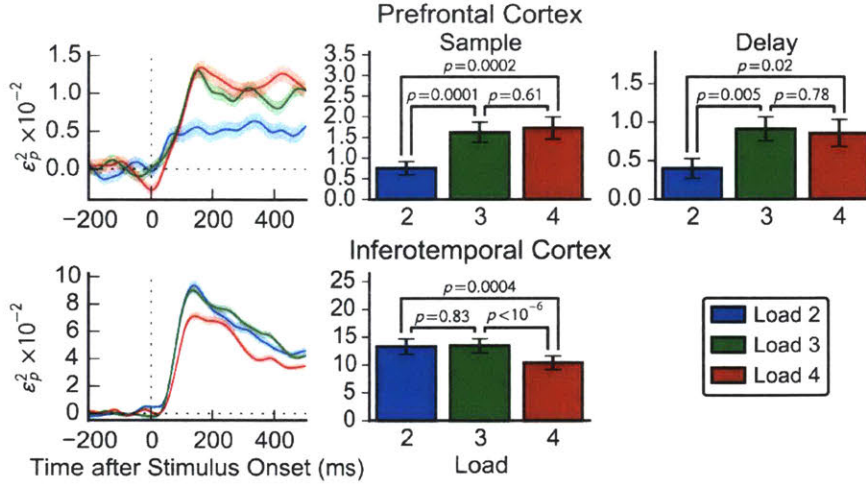 Prefrontal Cortex
Sample
Delay
ε²ₚ × 10⁻²
1.5
1.0
0.5
0.0
−200 0 200 400
3.5
3.0
2.5
2.0
1.5
1.0
0.5
0.0
p=0.0002
p=0.0001
p=0.61
2 3 4
1.5
1.0
0.5
0.0
p=0.02
p=0.005
p=0.78
2 3 4
Inferotemporal Cortex
ε²ₚ × 10⁻²
10
8
6
4
2
0
−200 0 200 400
Time after Stimulus Onset (ms)
25
20
15
10
5
0
p=0.0004
p=0.83
p<10⁻⁶
2 3 4
Load
Load 2
Load 3
Load 4